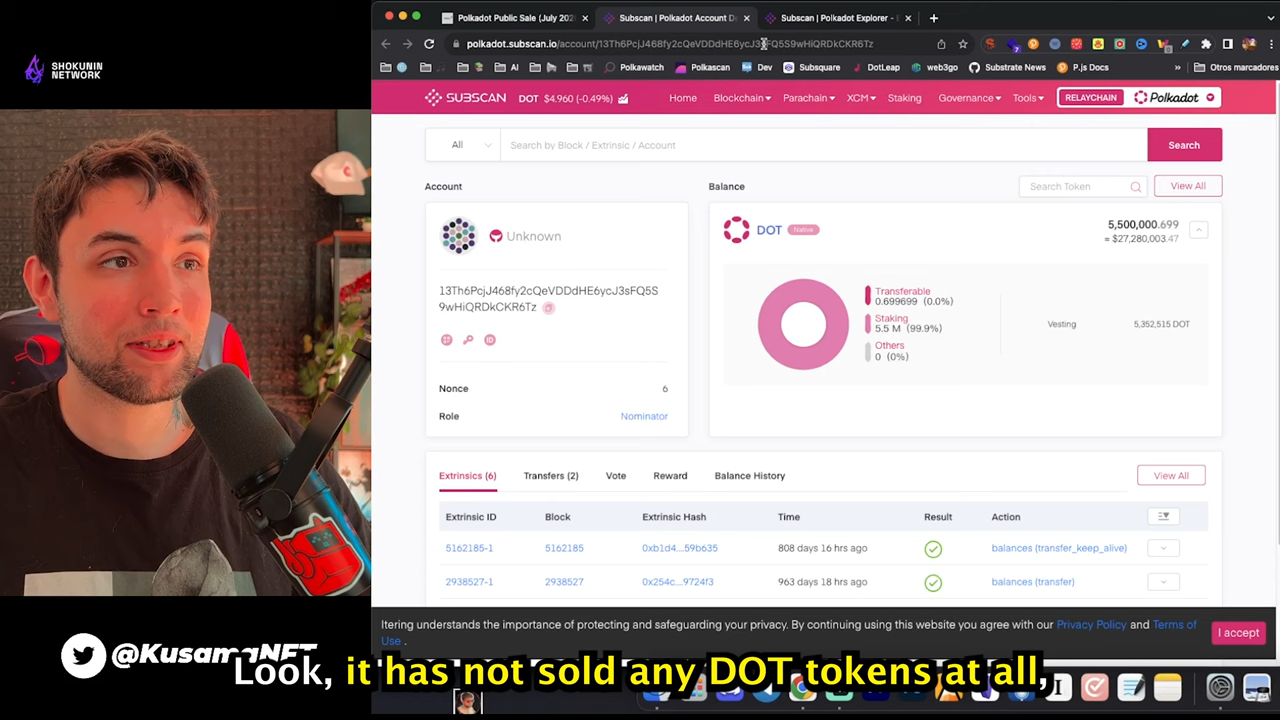 SHOKUNIN
NETWORK
Polkadot Public Sale (July 202
Subscan | Polkadot Account De
Subscan | Polkadot Explorer -
polkadot.subscan.io/account/13Th6PcjJ468fy2cQeVDDdHE6ycJ3sFQ5S9wHiQRDkCKR6Tz
AI
Polkawatch
Polkascan
Dev
Subsquare
DotLeap
web3go
Substrate News
P.js Docs
Otros marcadores
SUBSCAN
DOT $4.960 (-0.49%)
Home
Blockchain
Parachain
XCM
Staking
Governance
Tools
RELAYCHAIN
Polkadot
All
Search by Block / Extrinsic / Account
Search
Account
Balance
Search Token
View All
Unknown
13Th6PcjJ468fy2cQeVDDdHE6ycJ3sFQ5S
9wHiQRDkCKR6Tz
Nonce 6
Role Nominator
DOT Native
5,500,000.699
≈ $27,280,003.47
Transferable
0.699699 (0.0%)
Staking
5.5 M (99.9%)
Others
0 (0%)
Vesting 5,352,515 DOT
Extrinsics (6)
Transfers (2)
Vote
Reward
Balance History
View All
Extrinsic ID Block Extrinsic Hash Time Result Action
5162185-1 5162185 0xb1d4...59b635 808 days 16 hrs ago balances (transfer_keep_alive)
2938527-1 2938527 0x254c...9724f3 963 days 18 hrs ago balances (transfer)
Itering understands the importance of protecting and safeguarding your privacy. By continuing using this website you agree with our Privacy Policy and Terms of
Use .
I accept
@KusamaNFT
Look, it has not sold any DOT tokens at all,